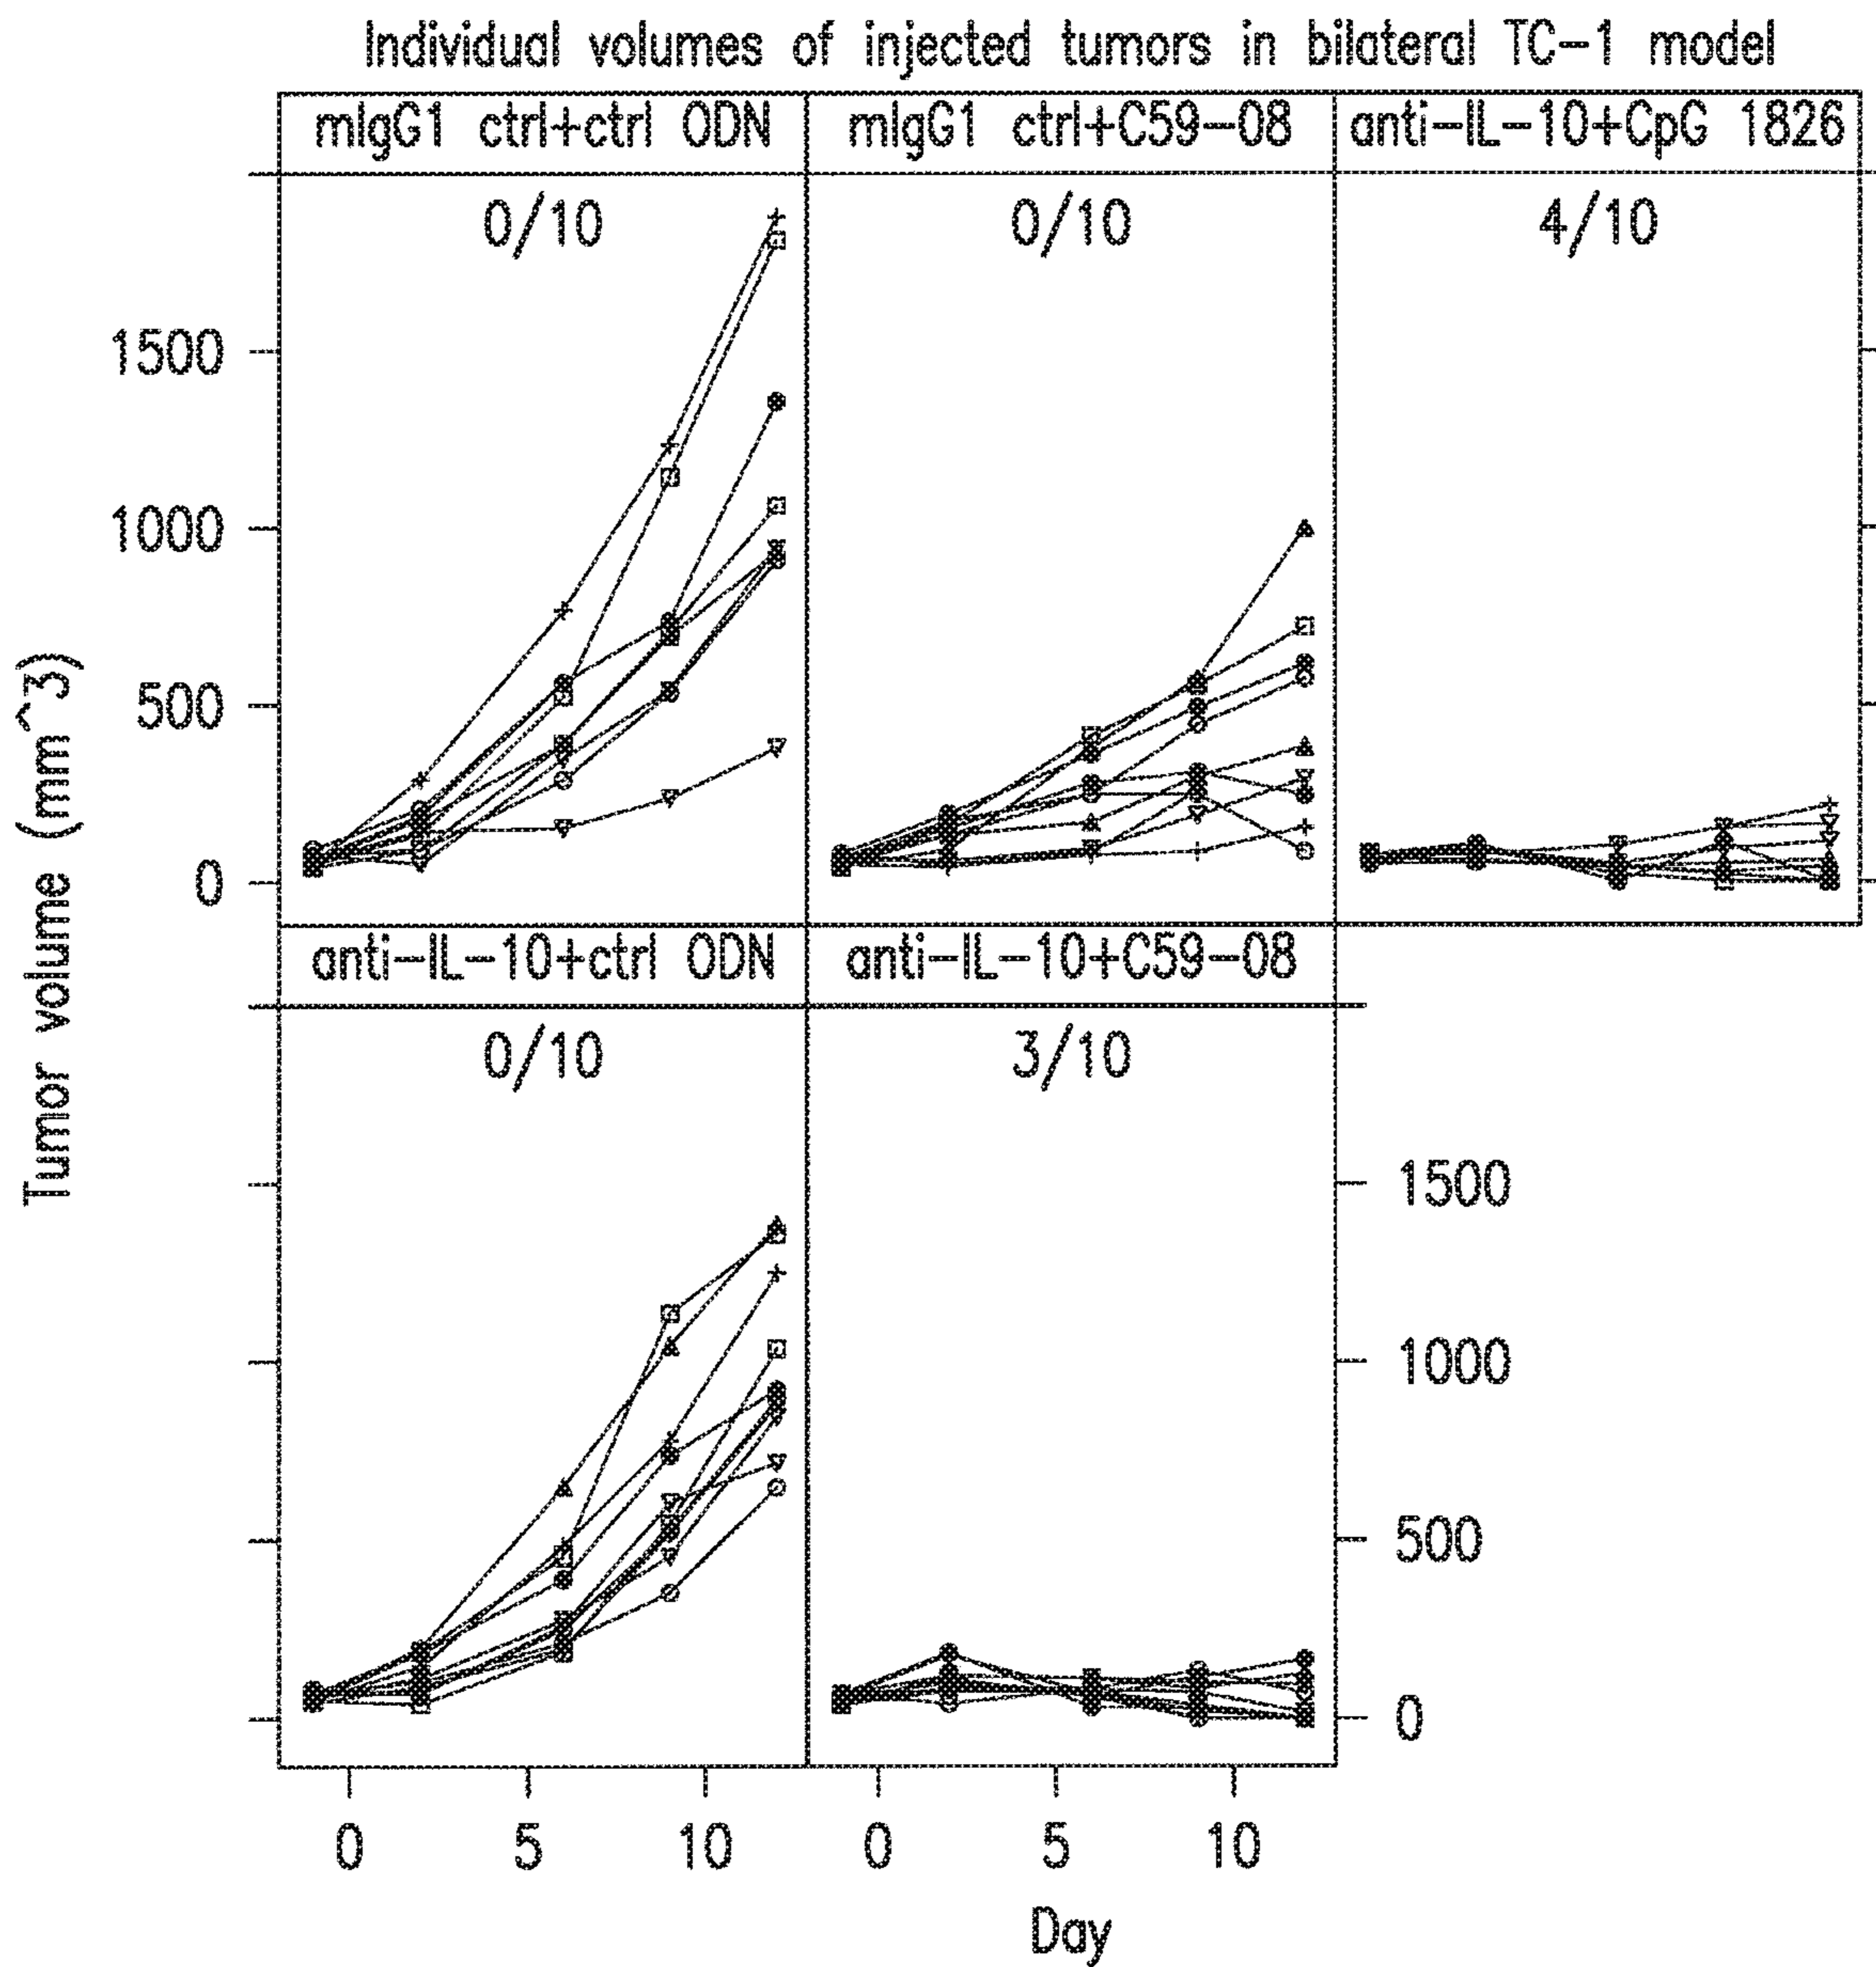 Individual volumes of injected tumors in bilateral TC-1 model
mIgG1 ctrl+ctrl ODN
mIgG1 ctrl+C59-08
anti-IL-10+CpG 1826
0/10
0/10
4/10
1500
1000
500
0
Tumor volume (mm^3)
anti-IL-10+ctrl ODN
anti-IL-10+C59-08
0/10
3/10
1500
1000
500
0
0 5 10 0 5 10
Day